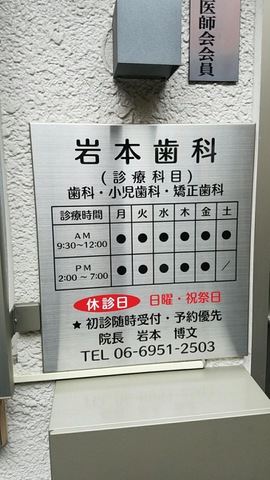 医師会会員
岩本歯科
(診療科目)
歯科・小児歯科・矯正歯科
診療時間 月 火 水 木 金 土
AM 9:30~12:00 ● ● ● ● ● ●
PM 2:00~7:00 ● ● ● ● ● /
休診日 日曜・祝祭日
★初診随時受付・予約優先
院長 岩本 博文
TEL 06-6951-2503